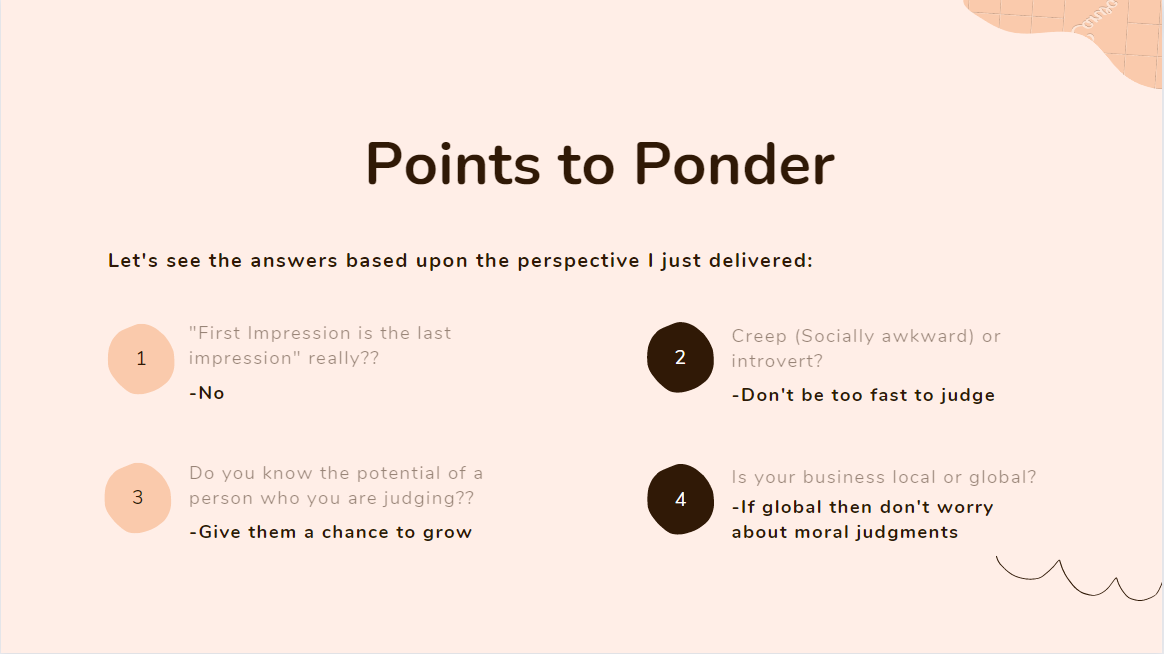 Points to Ponder
Let's see the answers based upon the perspective I just delivered:
1
"First Impression is the last
impression" really??
-No
2
Creep (Socially awkward) or
introvert?
-Don't be too fast to judge
3
Do you know the potential of a
person who you are judging??
-Give them a chance to grow
4
Is your business local or global?
-If global then don't worry
about moral judgments